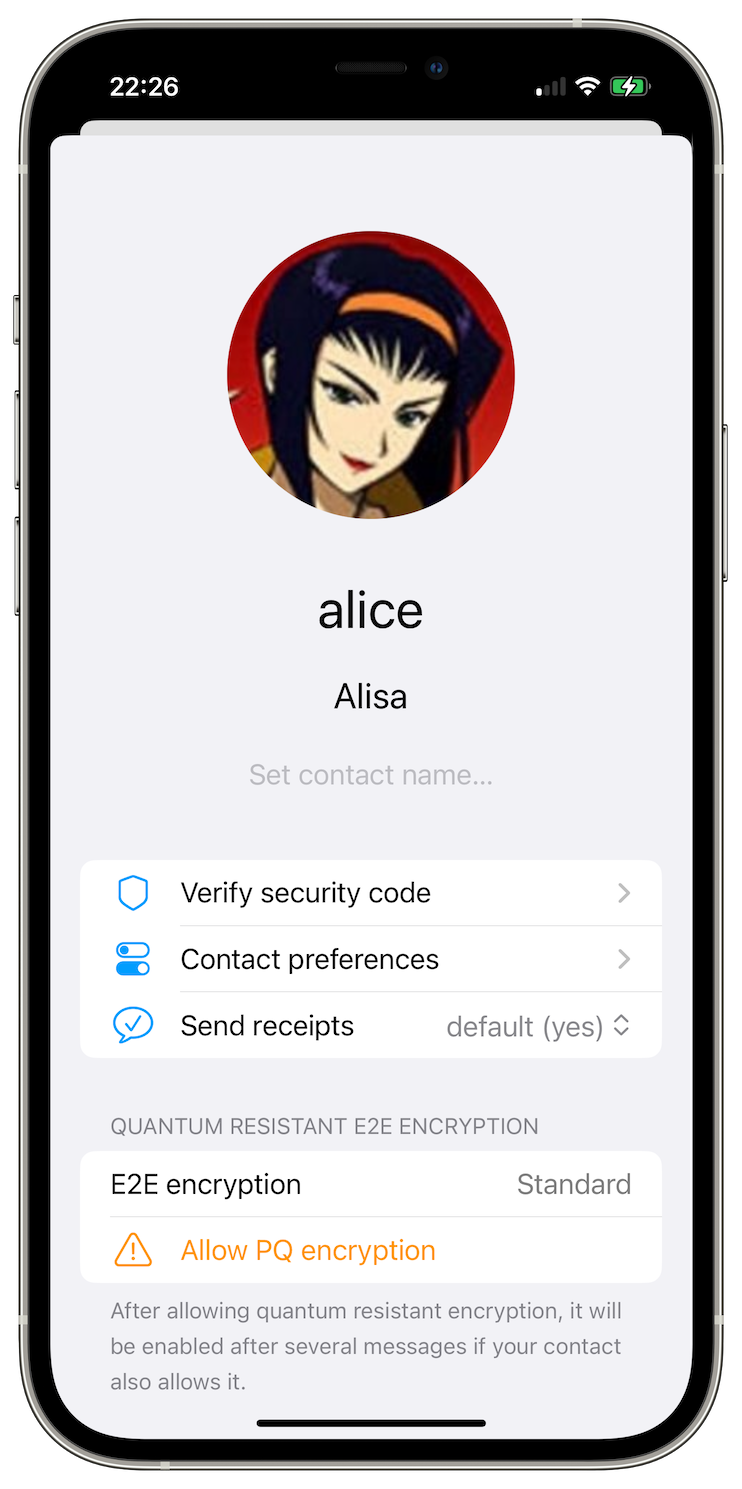 22:26
alice
Alisa
Set contact name...
Verify security code
Contact preferences
Send receipts default (yes)
QUANTUM RESISTANT E2E ENCRYPTION
E2E encryption Standard
Allow PQ encryption
After allowing quantum resistant encryption, it will
be enabled after several messages if your contact
also allows it.